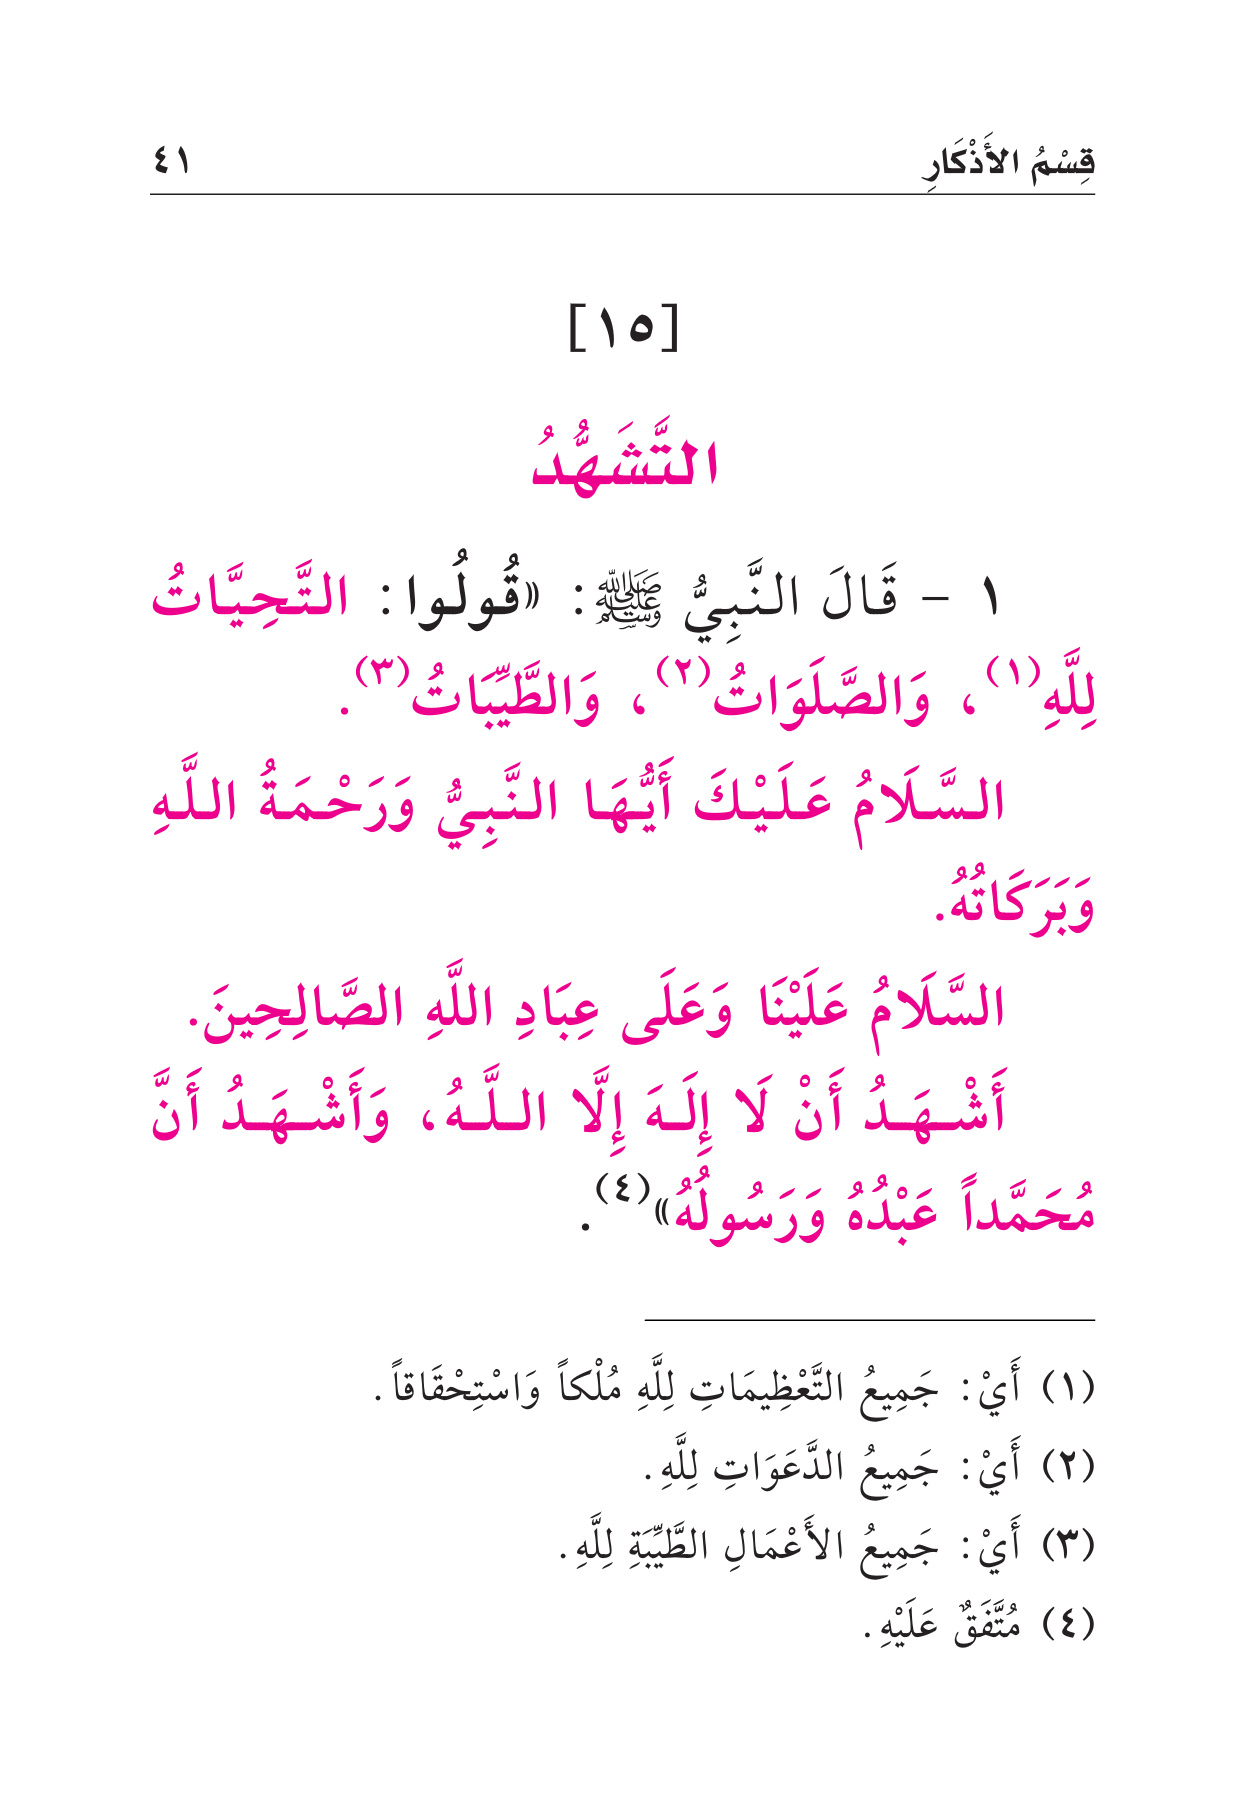 قِسْمُ الأَذْكَارِ ٤١
[١٥]
التَّشَهُّدُ
١ – قَالَ النَّبِيُّ ﷺ: «قُولُوا: التَّحِيَّاتُ
لِلَّهِ(١)، وَالصَّلَوَاتُ(٢)، وَالطَّيِّبَاتُ(٣).
السَّلَامُ عَلَيْكَ أَيُّهَا النَّبِيُّ وَرَحْمَةُ اللَّهِ
وَبَرَكَاتُهُ.
السَّلَامُ عَلَيْنَا وَعَلَى عِبَادِ اللَّهِ الصَّالِحِينَ.
أَشْهَدُ أَنْ لَا إِلَهَ إِلَّا اللَّهُ، وَأَشْهَدُ أَنَّ
مُحَمَّداً عَبْدُهُ وَرَسُولُهُ»(٤).
(١) أَيْ: جَمِيعُ التَّعْظِيمَاتِ لِلَّهِ مُلْكاً وَاسْتِحْقَاقاً.
(٢) أَيْ: جَمِيعُ الدَّعَوَاتِ لِلَّهِ.
(٣) أَيْ: جَمِيعُ الأَعْمَالِ الطَّيِّبَةِ لِلَّهِ.
(٤) مُتَّفَقٌ عَلَيْهِ.